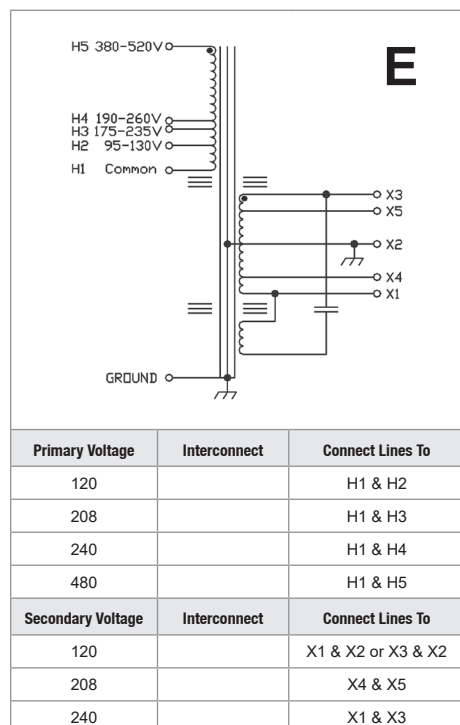 E
H5 380-520V
H4 190-260V
H3 175-235V
H2 95-130V
H1 Common
X3
X5
X2
X4
X1
GROUND
Primary Voltage Interconnect Connect Lines To
120 H1 & H2
208 H1 & H3
240 H1 & H4
480 H1 & H5
Secondary Voltage Interconnect Connect Lines To
120 X1 & X2 or X3 & X2
208 X4 & X5
240 X1 & X3